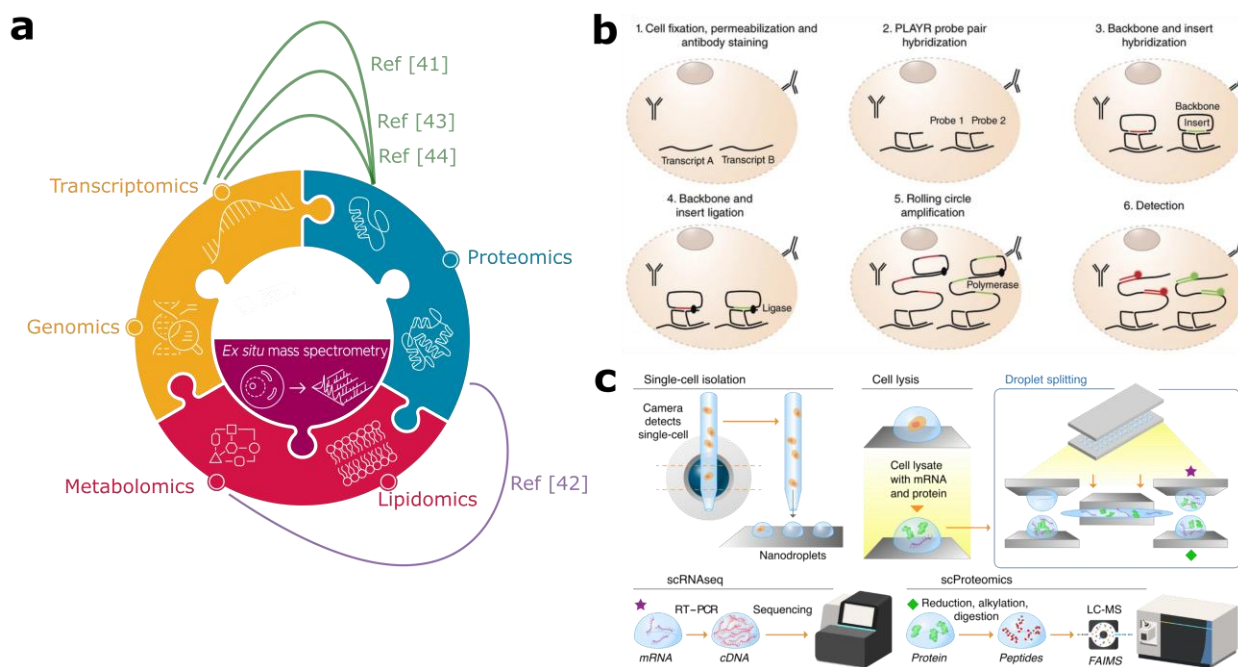 a
Ref [41]
Ref [43]
Ref [44]
Transcriptomics
Proteomics
Genomics
Ex situ mass spectrometry
Metabolomics
Lipidomics
Ref [42]
b
1. Cell fixation, permeabilization and
antibody staining
Transcript A
Transcript B
2. PLAYR probe pair
hybridization
Probe 1
Probe 2
3. Backbone and insert
hybridization
Backbone
Insert
4. Backbone and
insert ligation
Ligase
5. Rolling circle
amplification
Polymerase
6. Detection
c
Single-cell isolation
Camera
detects
single-cell
Nanodroplets
Cell lysis
Cell lysate
with mRNA
and protein
Droplet splitting
scRNAseq
RT–PCR
Sequencing
mRNA
cDNA
scProteomics
Reduction, alkylation,
digestion
LC-MS
Protein
Peptides
FAIMS